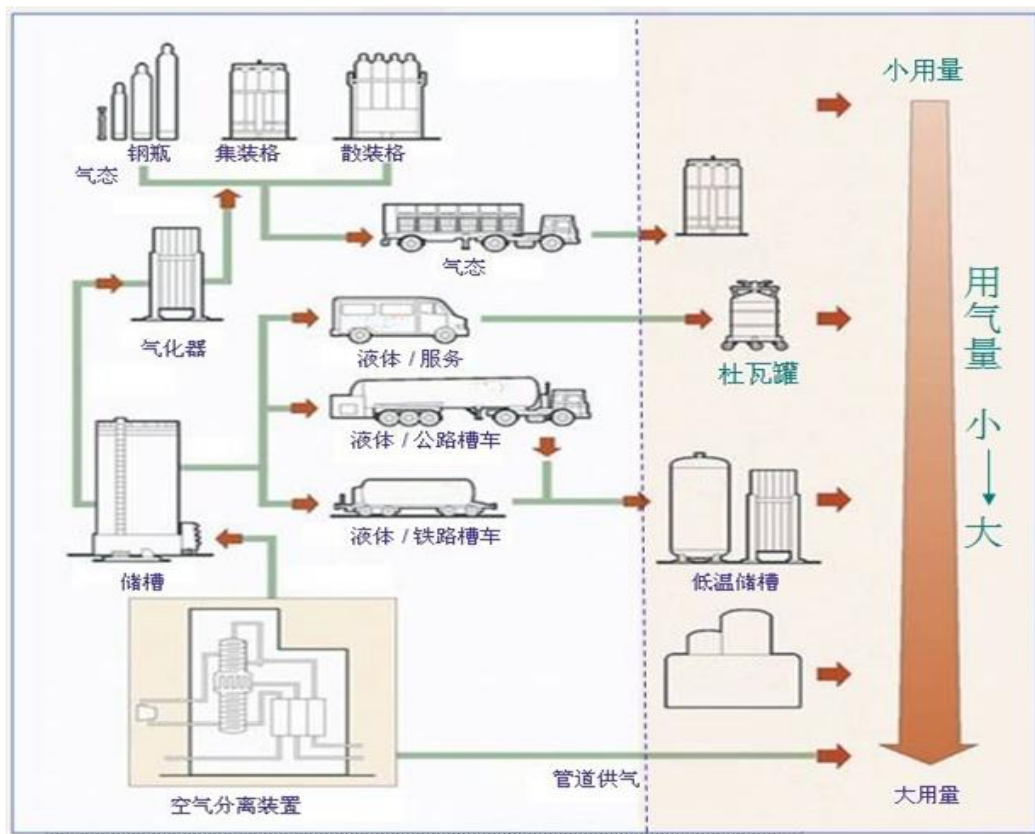 小用量
钢瓶
集装格
散装格
气态
气态
用气量 小
大
气化器
液体 / 服务
杜瓦罐
液体 / 公路槽车
液体 / 铁路槽车
储槽
低温储槽
管道供气
空气分离装置
大用量